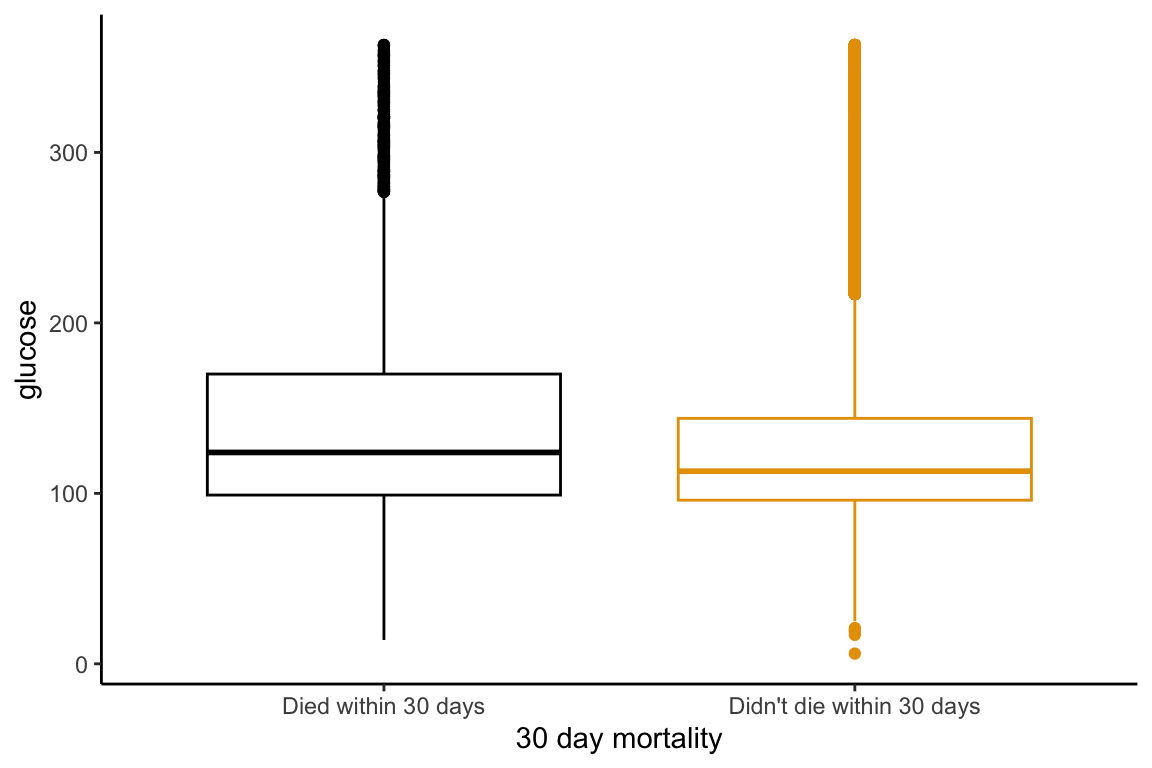 glucose
300
200
100
0
Died within 30 days
Didn't die within 30 days
30 day mortality